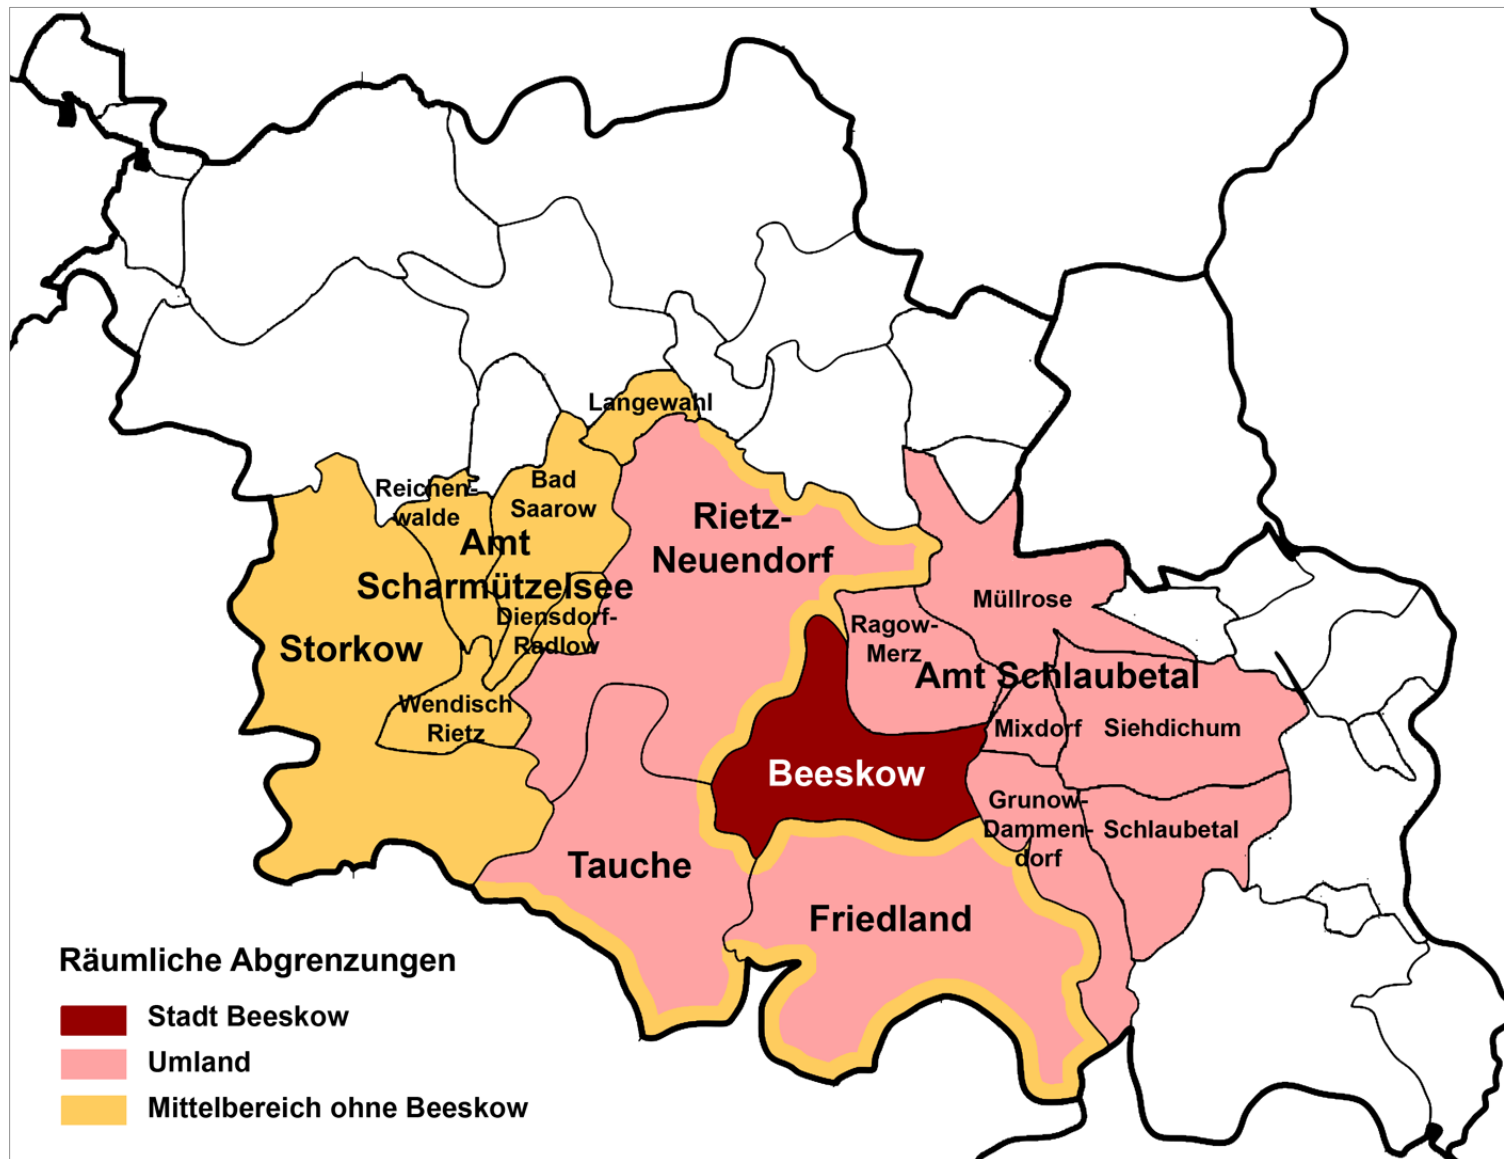 Langewahl
Reichen-
walde
Bad
Saarow
Amt
Scharmützelsee
Rietz-
Neuendorf
Diensdorf-
Radlow
Storkow
Wendisch
Rietz
Müllrose
Ragow-
Merz
Amt Schlaubetal
Mixdorf
Siehdichum
Beeskow
Grunow-
Dammen-
dorf
Schlaubetal
Tauche
Friedland
Räumliche Abgrenzungen
Stadt Beeskow
Umland
Mittelbereich ohne Beeskow